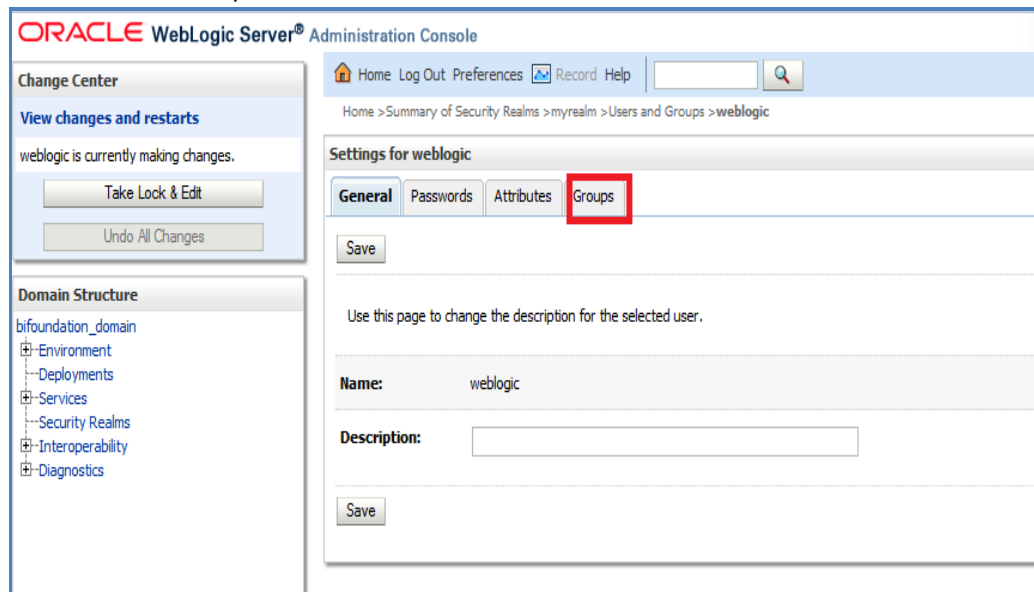 ORACLE WebLogic Server® Administration Console
Change Center
View changes and restarts
weblogic is currently making changes.
Take Lock & Edit
Undo All Changes
Domain Structure
bifoundation_domain
Environment
Deployments
Services
Security Realms
Interoperability
Diagnostics
Home Log Out Preferences Record Help
Home >Summary of Security Realms >myrealm >Users and Groups >weblogic
Settings for weblogic
General Passwords Attributes Groups
Save
Use this page to change the description for the selected user.
Name: weblogic
Description:
Save